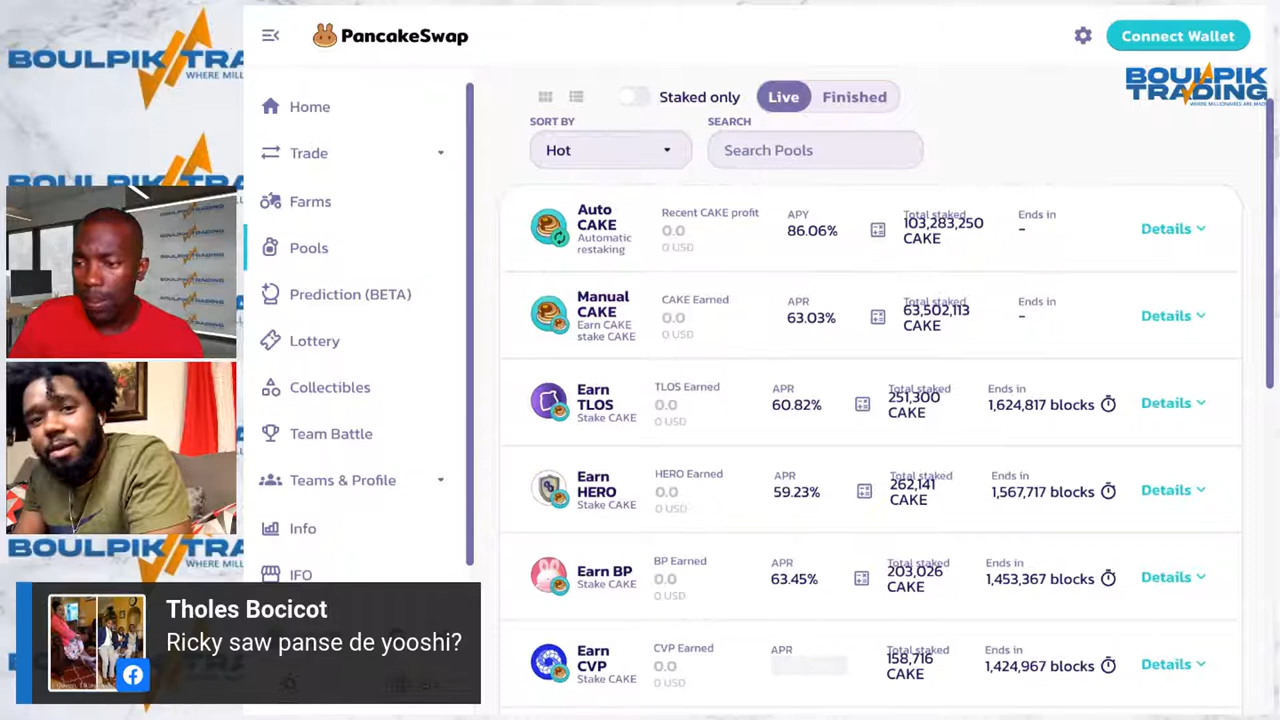 BOULPIK TRA
WHERE MILL
PancakeSwap
Connect Wallet
BOULPIK
TRADING
WHERE MILLIONAIRES ARE MADE
Home
Trade
Farms
Pools
Prediction (BETA)
Lottery
Collectibles
Team Battle
Teams & Profile
Info
IFO
Staked only
Live
Finished
SORT BY
SEARCH
Hot
Search Pools
Auto
CAKE
Automatic
restaking
Recent CAKE profit
0.0
0 USD
APY
86.06%
Total staked
103,283,250
CAKE
Ends in
-
Details
Manual
CAKE
Earn CAKE
stake CAKE
CAKE Earned
0.0
0 USD
APR
63.03%
Total staked
63,502,113
CAKE
Ends in
-
Details
Earn
TLOS
Stake CAKE
TLOS Earned
0.0
0 USD
APR
60.82%
Total staked
251,300
CAKE
Ends in
1,624,817 blocks
Details
Earn
HERO
Stake CAKE
HERO Earned
0.0
0 USD
APR
59.23%
Total staked
262,141
CAKE
Ends in
1,567,717 blocks
Details
Earn BP
Stake CAKE
BP Earned
0.0
0 USD
APR
63.45%
Total staked
203,026
CAKE
Ends in
1,453,367 blocks
Details
Earn
CVP
Stake CAKE
CVP Earned
0.0
0 USD
APR
Total staked
158,716
CAKE
Ends in
1,424,967 blocks
Details
BOULPIK TRA
WHERE MILL
Tholes Bocicot
Ricky saw panse de yooshi?